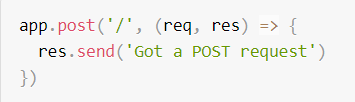 app.post('/', (req, res) => {
  res.send('Got a POST request')
})